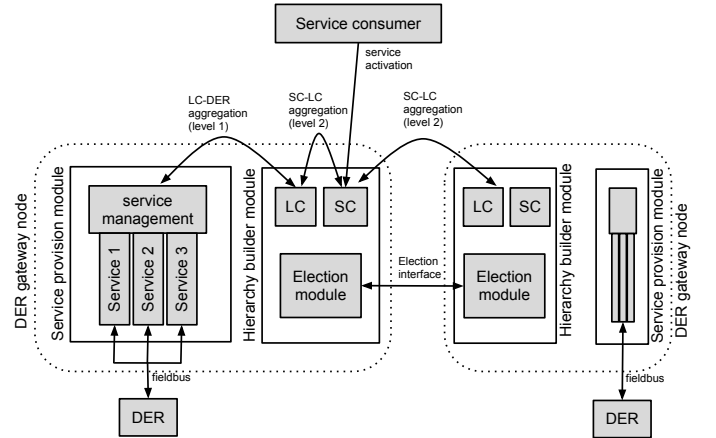 Service consumer
service
activation
LC-DER
aggregation
(level 1)
SC-LC
aggregation
(level 2)
SC-LC
aggregation
(level 2)
DER gateway node
Service provision module
service
management
Service 1
Service 2
Service 3
Hierarchy builder module
LC
SC
Election
module
Election
interface
LC
SC
Election
module
Hierarchy builder module
Service provision module
DER gateway node
fieldbus
DER
fieldbus
DER